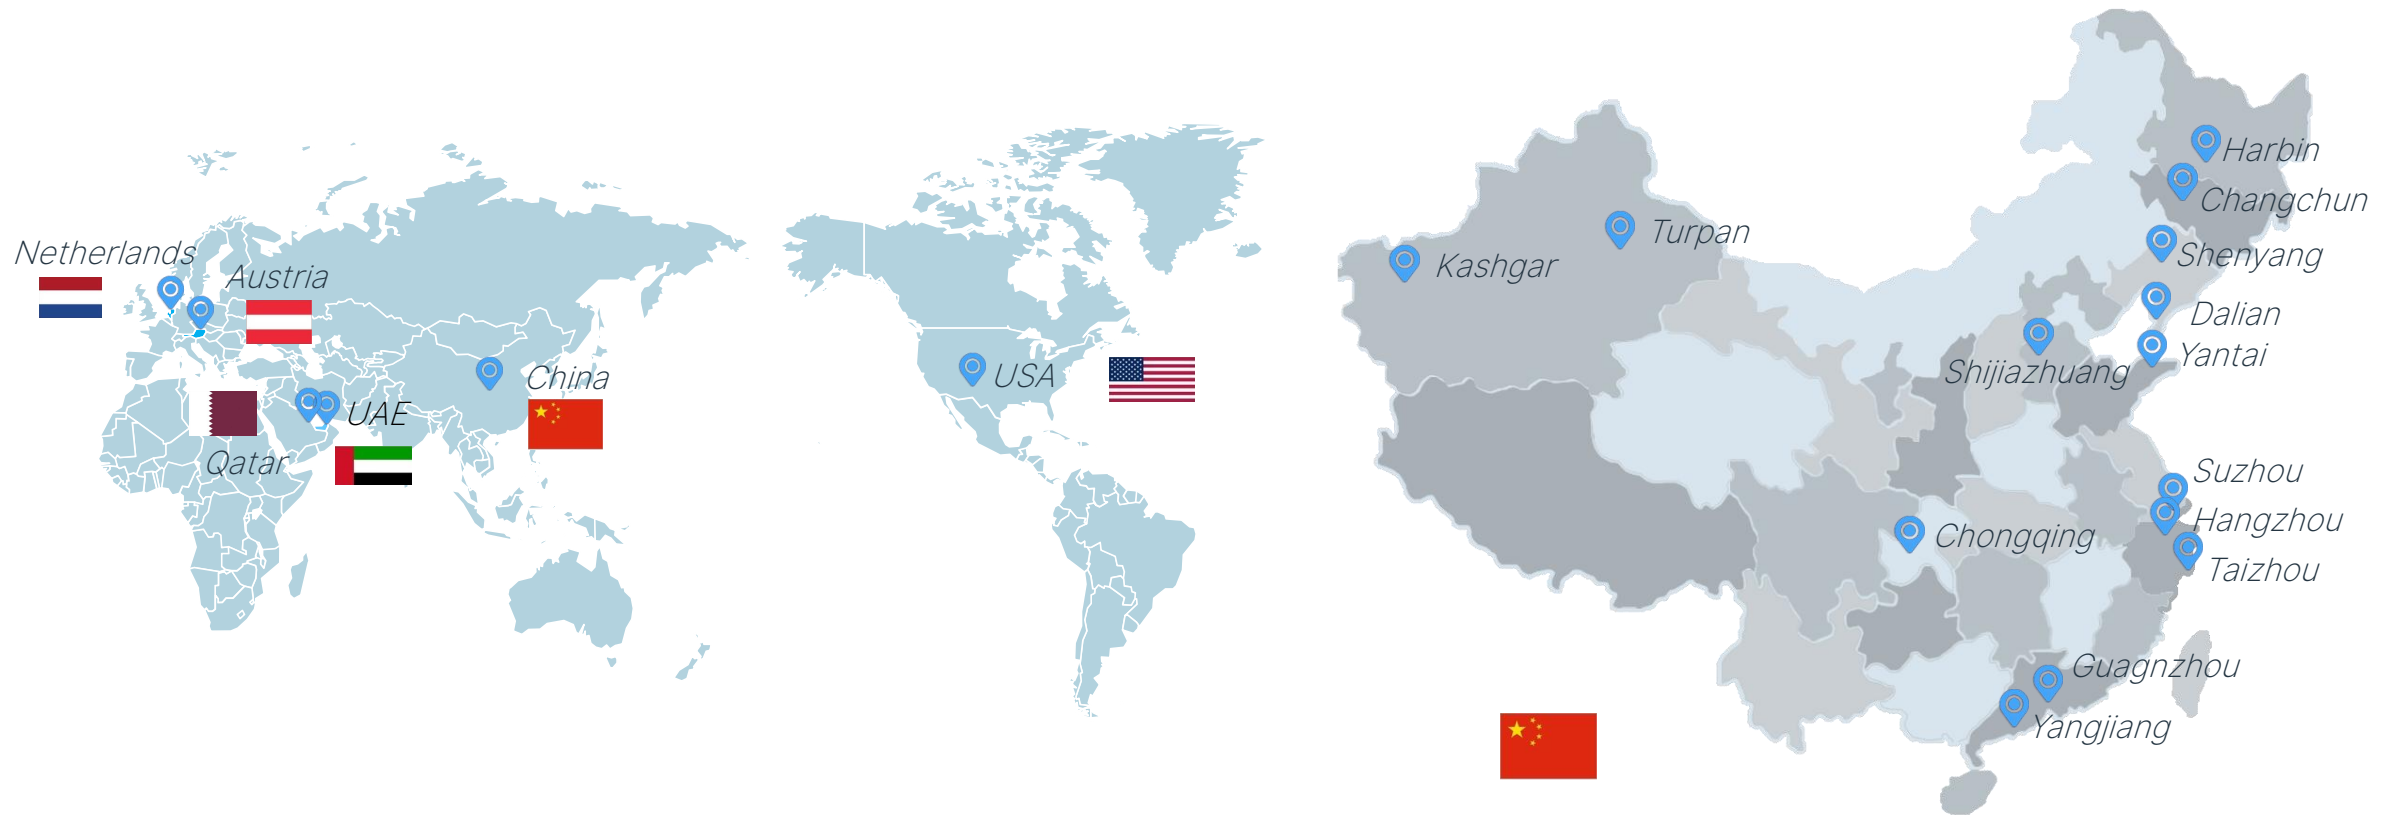 Netherlands
Austria
China
UAE
Qatar
USA
Harbin
Changchun
Turpan
Kashgar
Shenyang
Dalian
Yantai
Shijiazhuang
Suzhou
Hangzhou
Chongqing
Taizhou
Guagnzhou
Yangjiang